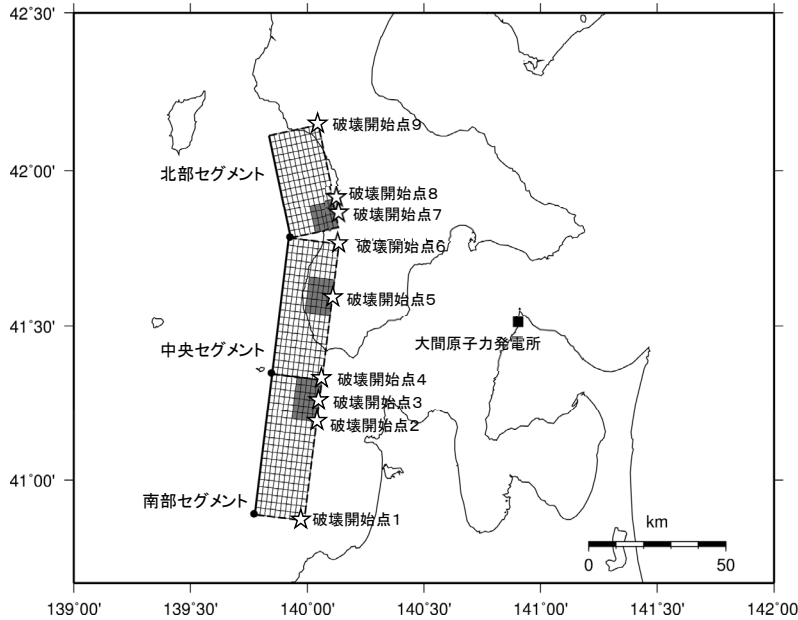 42˚30'
破壊開始点9
北部セグメント
42˚00'
破壊開始点8
破壊開始点7
破壊開始点6
破壊開始点5
41˚30'
大間原子力発電所
中央セグメント
破壊開始点4
破壊開始点3
破壊開始点2
41˚00'
南部セグメント
破壊開始点1
km
0 50
139˚00' 139˚30' 140˚00' 140˚30' 141˚00' 141˚30' 142˚00'